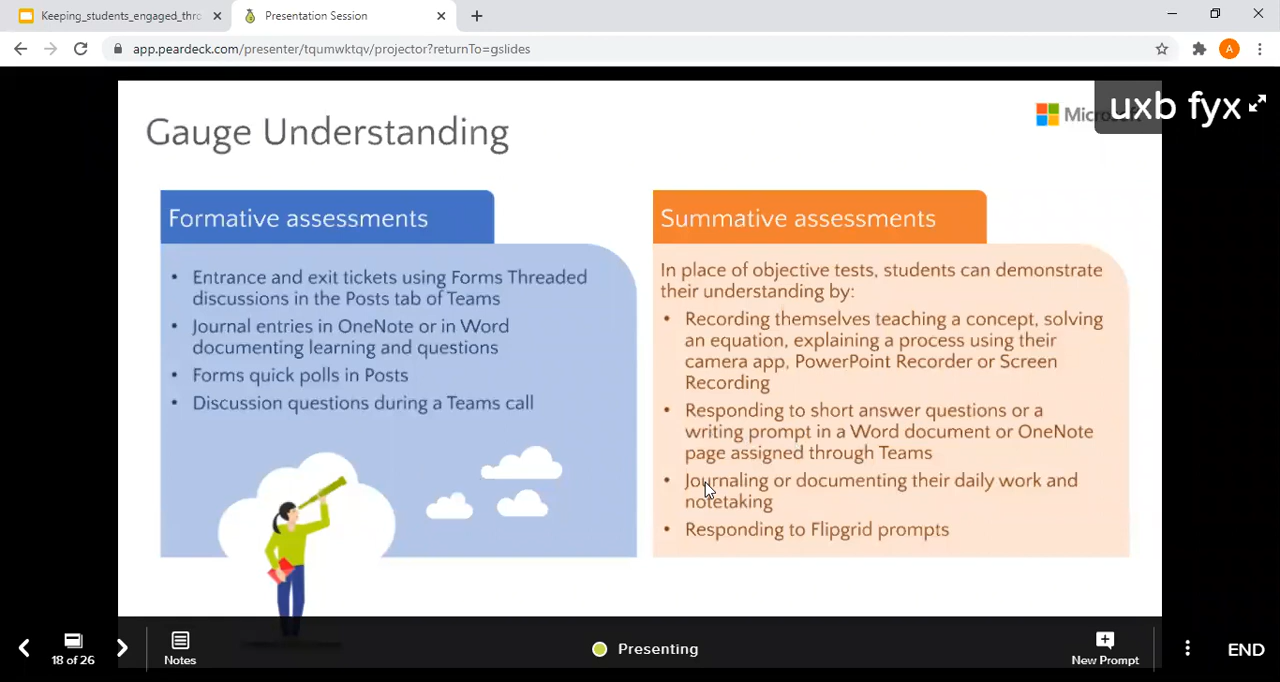 Keeping_students_engaged_thro
Presentation Session
app.peardeck.com/presenter/tqumwktqv/projector?returnTo=gslides
A
uxb fyx
Gauge Understanding
Formative assessments
• Entrance and exit tickets using Forms Threaded
discussions in the Posts tab of Teams
• Journal entries in OneNote or in Word
documenting learning and questions
• Forms quick polls in Posts
• Discussion questions during a Teams call
Summative assessments
In place of objective tests, students can demonstrate
their understanding by:
• Recording themselves teaching a concept, solving
an equation, explaining a process using their
camera app, PowerPoint Recorder or Screen
Recording
• Responding to short answer questions or a
writing prompt in a Word document or OneNote
page assigned through Teams
• Journaling or documenting their daily work and
notetaking
• Responding to Flipgrid prompts
18 of 26
Notes
Presenting
New Prompt
END